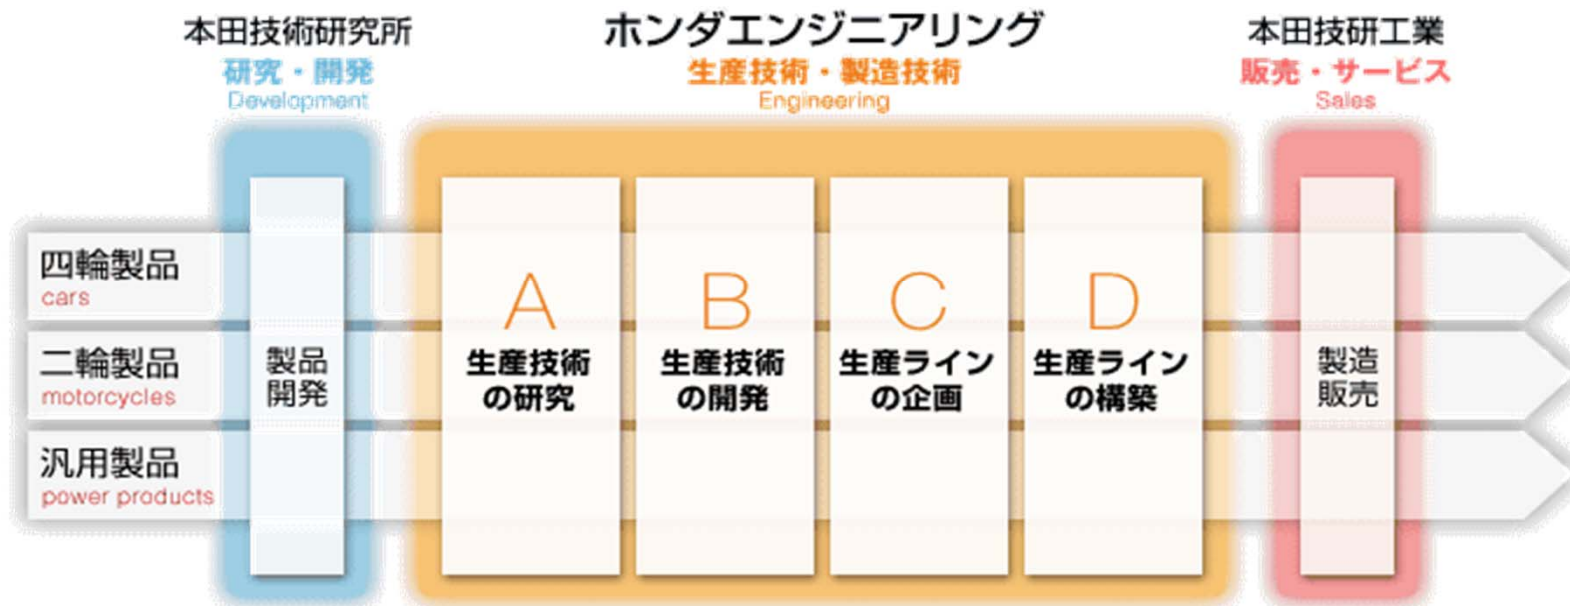 本田技術研究所
研究・開発
Development
ホンダエンジニアリング
生産技術・製造技術
Engineering
本田技研工業
販売・サービス
Sales
四輪製品
cars
二輪製品
motorcycles
汎用製品
power products
製品
開発
A
生産技術
の研究
B
生産技術
の開発
C
生産ライン
の企画
D
生産ライン
の構築
製造
販売